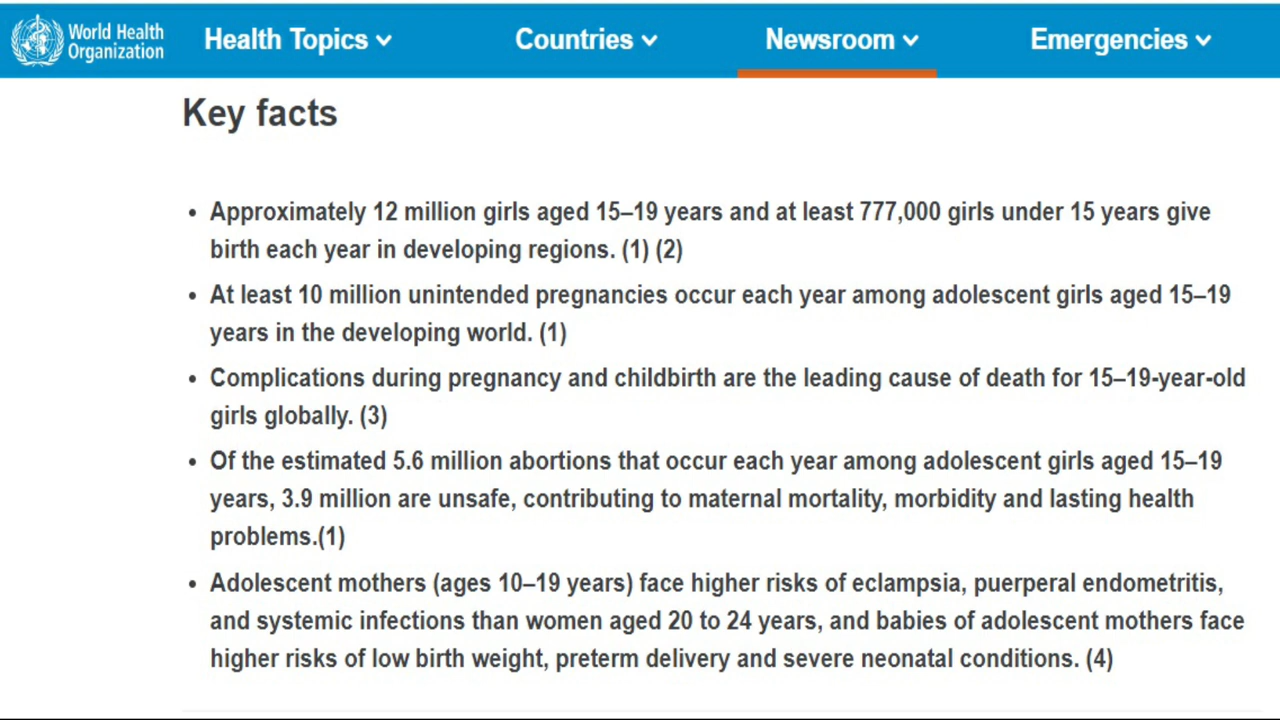 World Health
Organization
Health Topics
Countries
Newsroom
Emergencies
Key facts
• Approximately 12 million girls aged 15–19 years and at least 777,000 girls under 15 years give
birth each year in developing regions. (1) (2)
• At least 10 million unintended pregnancies occur each year among adolescent girls aged 15–19
years in the developing world. (1)
• Complications during pregnancy and childbirth are the leading cause of death for 15–19-year-old
girls globally. (3)
• Of the estimated 5.6 million abortions that occur each year among adolescent girls aged 15–19
years, 3.9 million are unsafe, contributing to maternal mortality, morbidity and lasting health
problems.(1)
• Adolescent mothers (ages 10–19 years) face higher risks of eclampsia, puerperal endometritis,
and systemic infections than women aged 20 to 24 years, and babies of adolescent mothers face
higher risks of low birth weight, preterm delivery and severe neonatal conditions. (4)